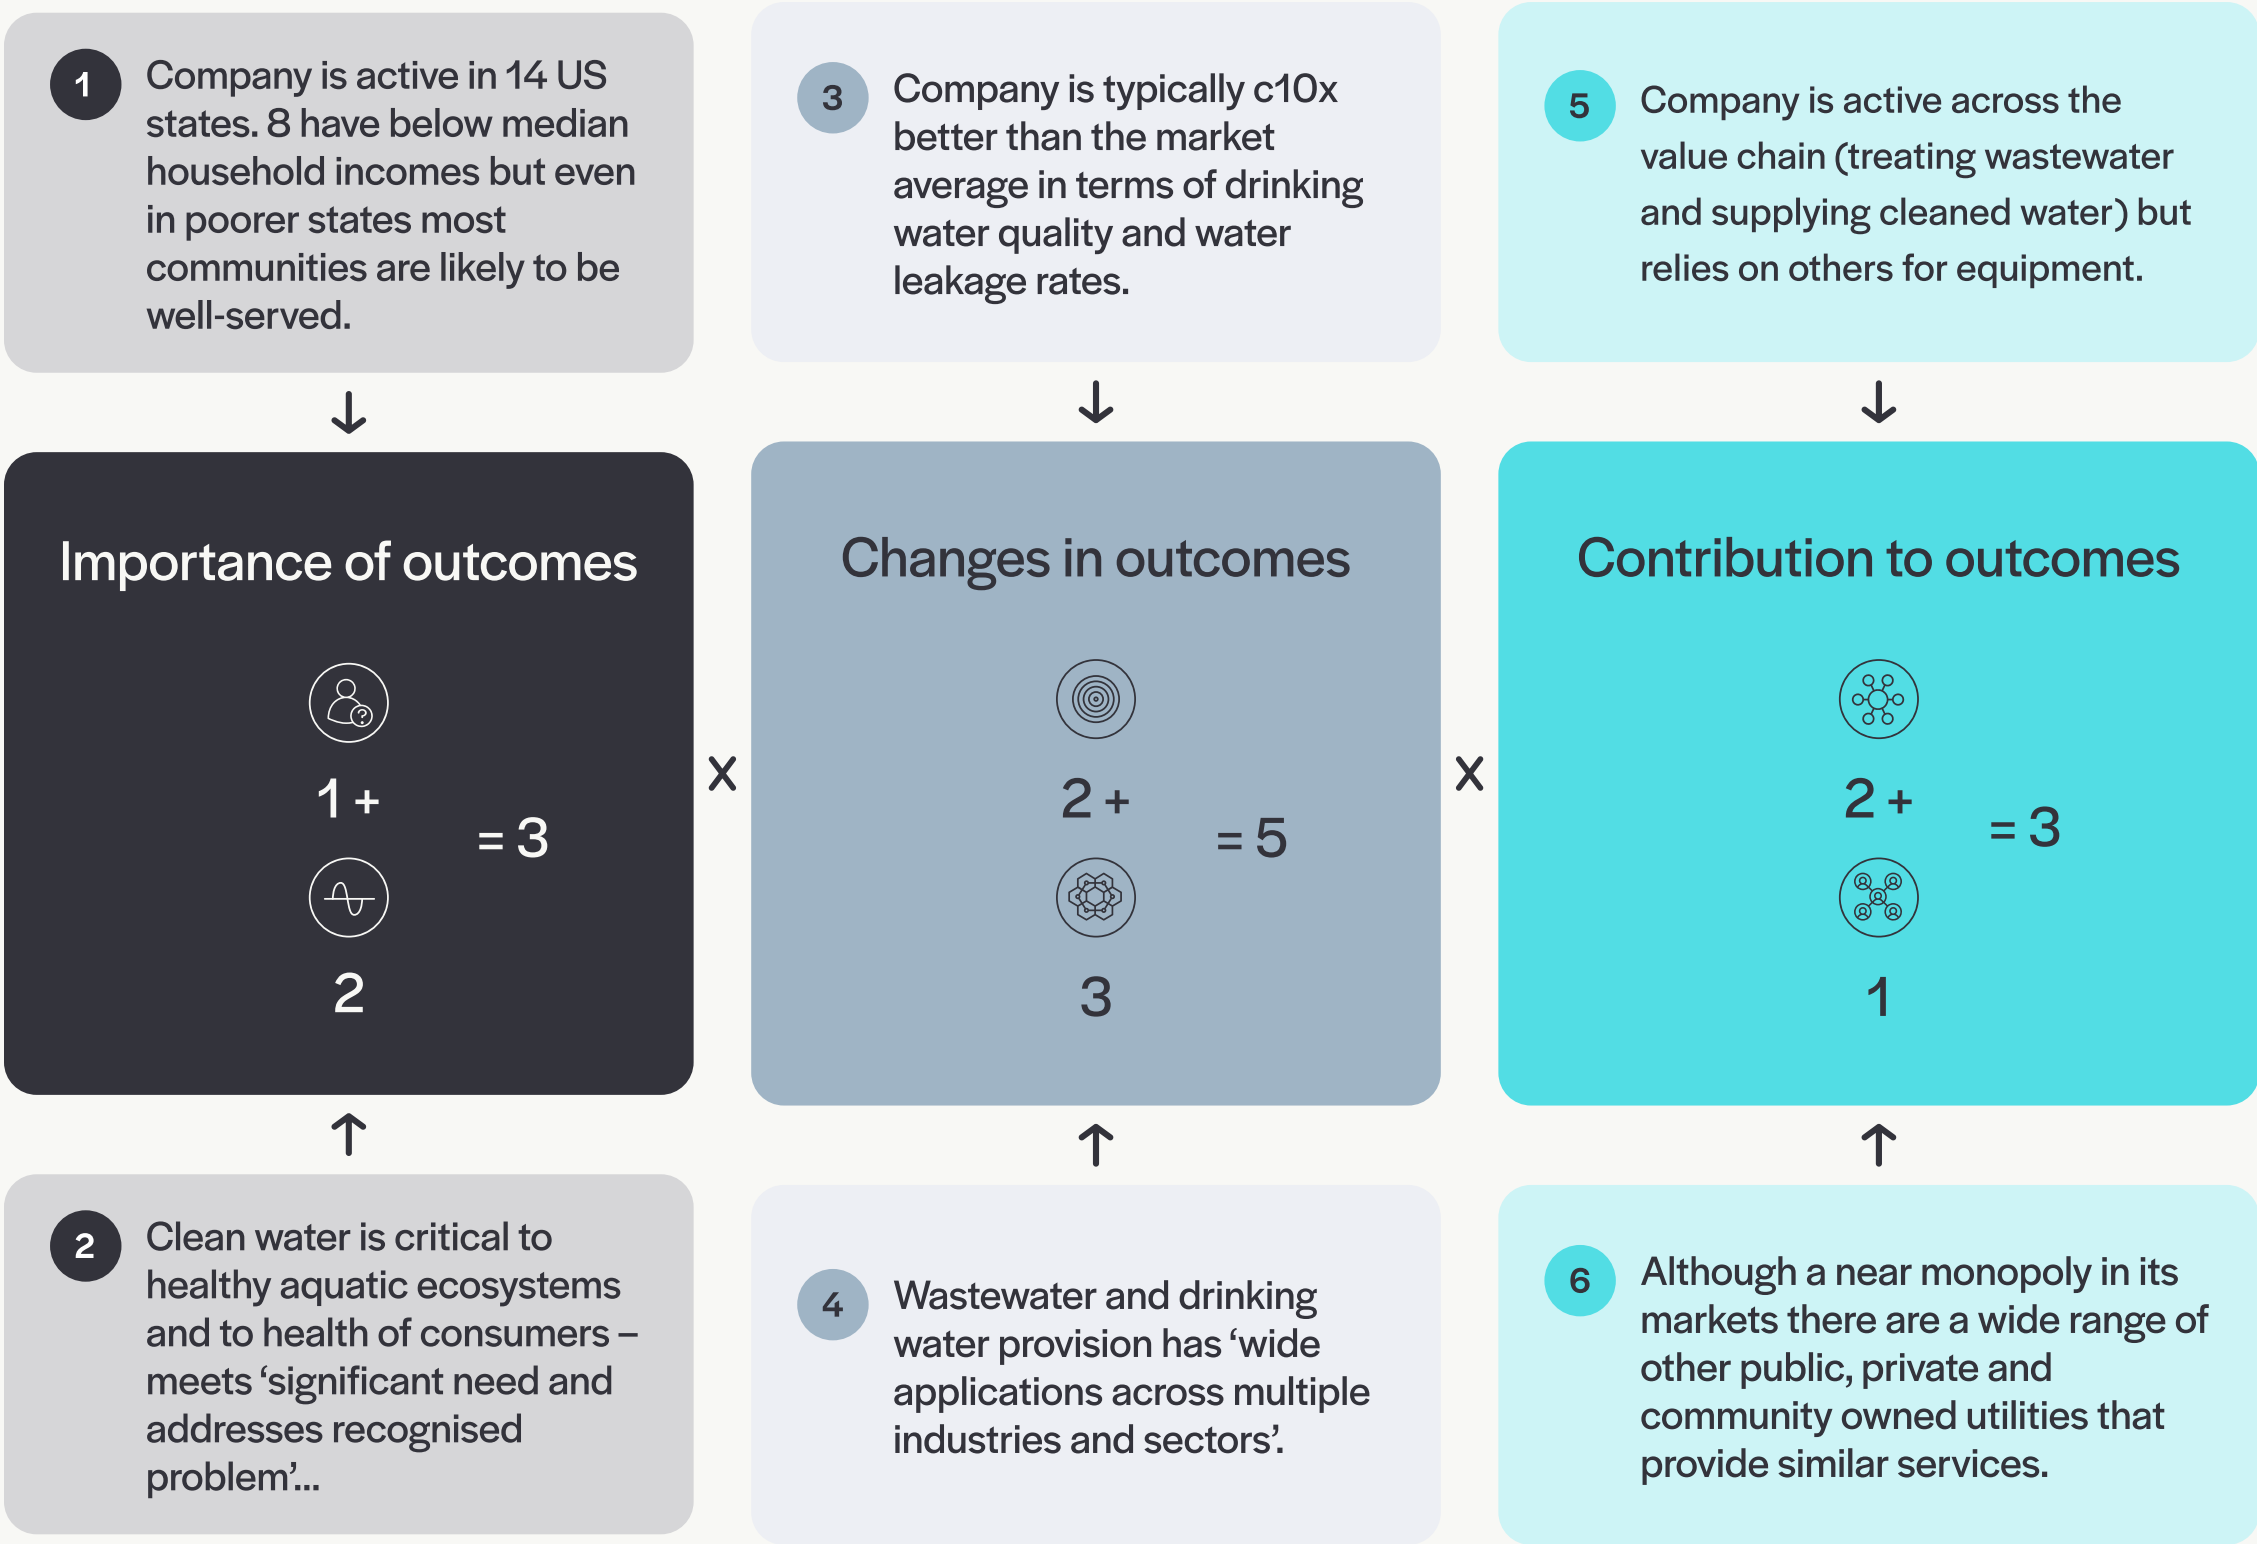 1
Company is active in 14 US
states. 8 have below median
household incomes but even
in poorer states most
communities are likely to be
well-served.
3
Company is typically c10x
better than the market
average in terms of drinking
water quality and water
leakage rates.
5
Company is active across the
value chain (treating wastewater
and supplying cleaned water) but
relies on others for equipment.
Importance of outcomes
?
1 +
= 3
2
x
Changes in outcomes
2 +
= 5
3
x
Contribution to outcomes
2 +
= 3
1
2
Clean water is critical to
healthy aquatic ecosystems
and to health of consumers –
meets ‘significant need and
addresses recognised
problem’...
4
Wastewater and drinking
water provision has ‘wide
applications across multiple
industries and sectors’.
6
Although a near monopoly in its
markets there are a wide range of
other public, private and
community owned utilities that
provide similar services.